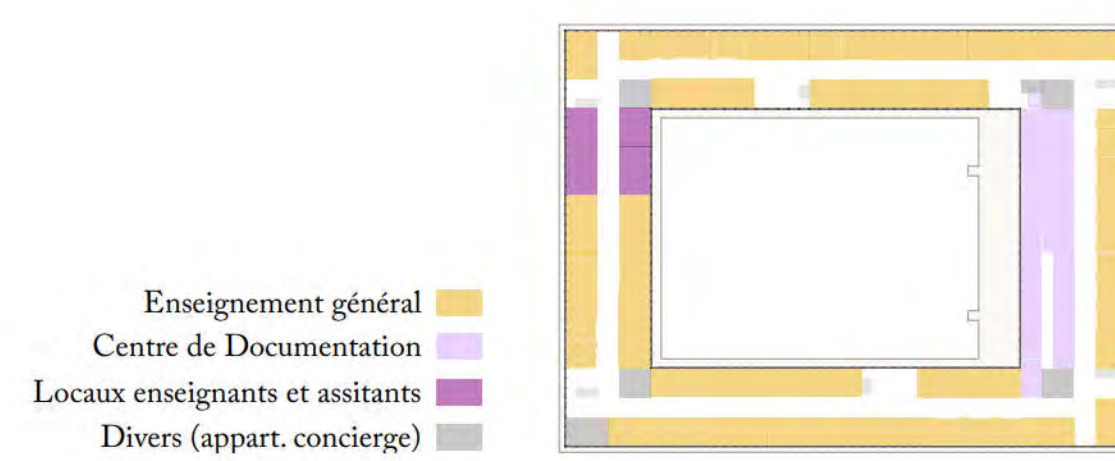 Enseignement général
Centre de Documentation
Locaux enseignants et assitants
Divers (appart. concierge)